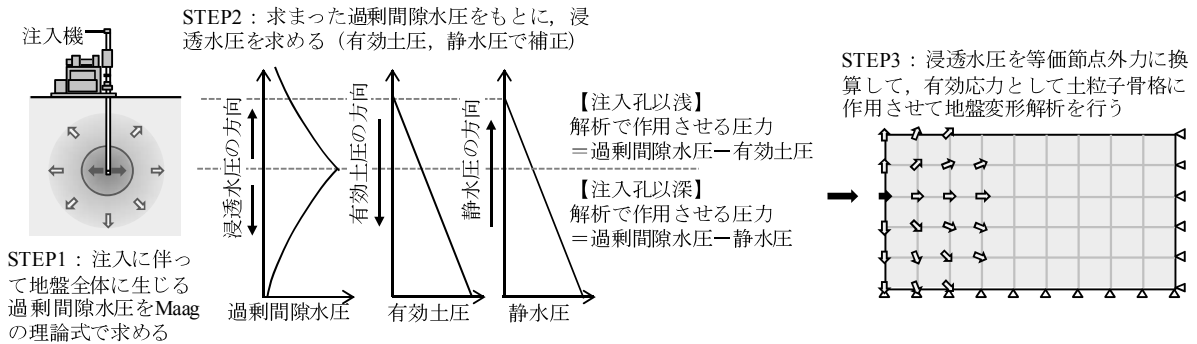 注入機
STEP1：注入に伴っ
て地盤全体に生じる
過剰間隙水圧をMaag
の理論式で求める
STEP2：求まった過剰間隙水圧をもとに，浸
透水圧を求める（有効土圧，静水圧で補正）
浸透水圧の方向
過剰間隙水圧
有効土圧の方向
有効土圧
静水圧の方向
静水圧
【注入孔以浅】
解析で作用させる圧力
＝過剰間隙水圧－有効土圧
【注入孔以深】
解析で作用させる圧力
＝過剰間隙水圧－静水圧
STEP3：浸透水圧を等価節点外力に換
算して，有効応力として土粒子骨格に
作用させて地盤変形解析を行う